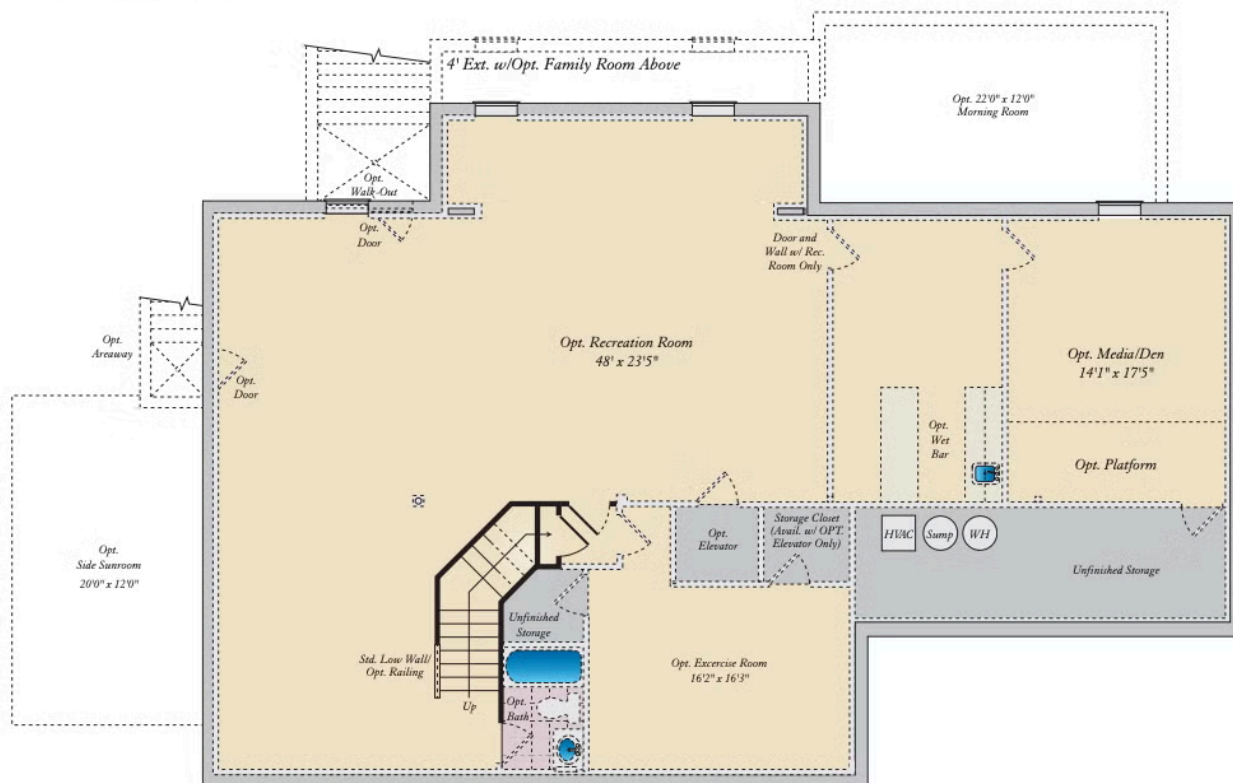 4' Ext. w/Opt. Family Room Above
Opt. 22'0" x 12'0"
Morning Room
Opt.
Walk-Out
Opt.
Door
Door and
Wall w/ Rec.
Room Only
Opt.
Areaway
Opt.
Door
Opt. Recreation Room
48' x 23'5"
Opt. Media/Den
14'1" x 17'5"
Opt.
Wet
Bar
Opt. Platform
Opt.
Side Sunroom
20'0" x 12'0"
Opt.
Elevator
Storage Closet
(Avail. w/ OPT.
Elevator Only)
HVAC
Sump
WH
Unfinished Storage
Unfinished
Storage
Std. Low Wall/
Opt. Railing
Up
Opt.
Bath
Opt. Excercise Room
16'2" x 16'3"